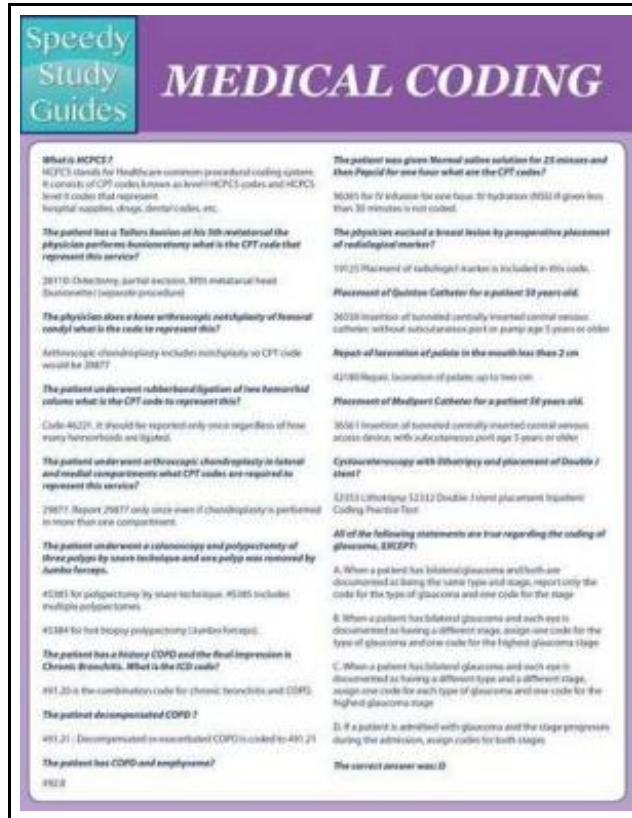 Speedy
Study
Guides
MEDICAL CODING
What is HCPCS ?
HCPCS stands for Healthcare common procedural coding system.
It consists of CPT codes known as level I HCPCS codes and HCPCS
level II codes that represent
hospital supplies, drugs, dental codes, etc.
The patient has a Tailors bunion at his 5th metatarsal the
physician performs bunionectomy what is the CPT code that
represent this service?
28110: Ostectomy, partial excision, fifth metatarsal head
(bunionette) (separate procedure)
The physician does a knee arthroscopic notchplasty of femoral
condyl what is the code to represent this?
Arthroscopic chondroplasty includes notchplasty so CPT code
would be 29877
The patient underwent rubberband ligation of two hemorrhoid
colums what is the CPT code to represent this?
Code 46221. It should be reported only once regardless of how
many hemorrhoids are ligated.
The patient underwent arthroscopic chondroplasty in lateral
and medial compartments what CPT codes are required to
represent this service?
29877. Report 29877 only once even if chondroplasty is performed
in more than one compartment.
The patient underwent a colonoscopy and polypectomty of
three polyps by snare technique and one polyp was removed by
Jumbo forceps.
45385 for polypectomy by snare technique. 45385 includes
multiple polypectomies.
45384 for hot biopsy polypectomy (Jumbo forceps).
The patient has a history COPD and the final impression is
Chronic Bronchitis. What is the ICD code?
491.20 is the combination code for chronic bronchitis and COPD.
The patinet decompensated COPD ?
491.21 - Decompensated or exacerbated COPD is coded to 491.21
The patient has COPD and emphysema?
492.8
The patient was given Normal saline solution for 25 minues and
then Pepcid for one hour what are the CPT codes?
96365 for IV infusion for one hour. IV hydration (NSS) if given less
than 30 minutes is not coded.
The physician excised a breast lesion by preoperative placement
of radiological marker?
19125 Placment of radiologic marker is included in this code.
Placement of Quinton Catheter for a patient 50 years old.
36558 Insertion of tunneled centrally inserted central venous
catheter, without subcutaneous port or pump age 5 years or older
Repair of laceration of palate in the mouth less than 2 cm
42180 Repair, laceration of palate; up to two cm
Placement of Mediport Catheter for a patient 50 years old.
36561 Insertion of tunneled centrally inserted central venous
access device, with subcutaneous port age 5 years or older
Cystoureteroscopy with lithotripsy and placement of Double J
stent?
52353 Lithotripsy 52332 Double J stent placement Inpatient
Coding Practice Test
All of the following statements are true regarding the coding of
glaucoma, EXCEPT:
A. When a patient has bilateral glaucoma and both are
documented as being the same type and stage, report only the
code for the type of glaucoma and one code for the stage
B. When a patient has bilateral glaucoma and each eye is
documented as having a different stage, assign one code for the
type of glaucoma and one code for the highest glaucoma stage
C. When a patient has bilateral glaucoma and each eye is
documented as having a different type and a different stage,
assign one code for each type of glaucoma and one code for the
highest glaucoma stage
D. If a patient is admitted with glaucoma and the stage progresses
during the admission, assign codes for both stages
The correct answer was: D